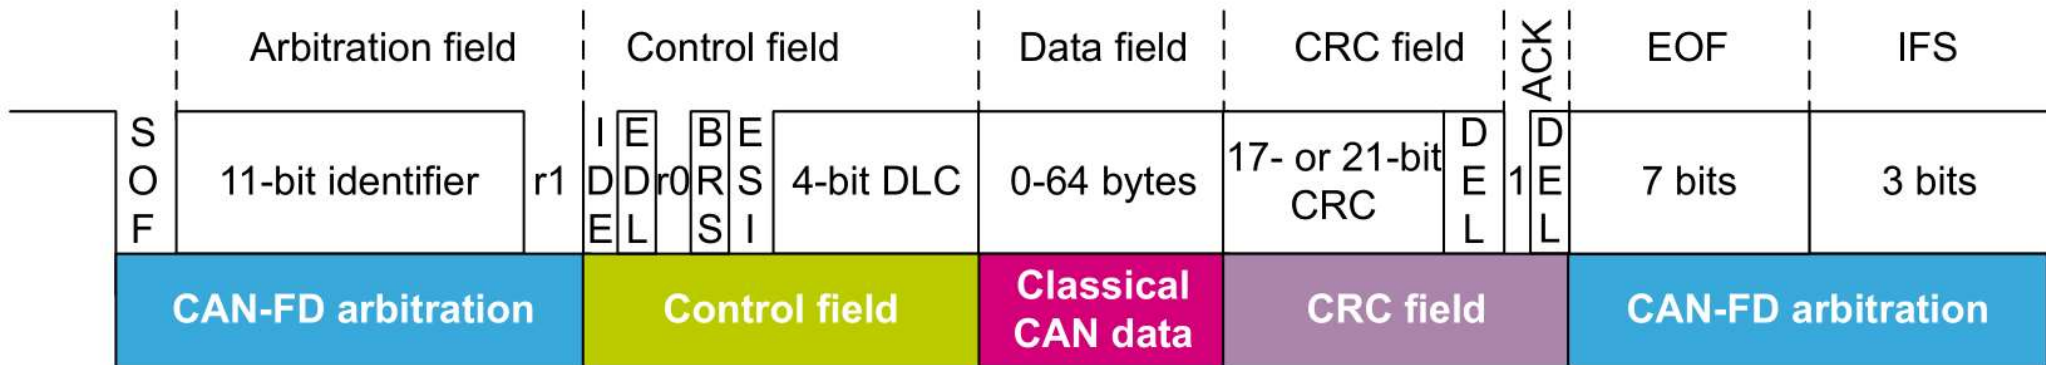 Arbitration field Control field Data field CRC field ACK EOF IFS
SOF 11-bit identifier r1 IDE EDL r0 BRS ESI 4-bit DLC 0-64 bytes 17- or 21-bit CRC DEL 1 DEL 7 bits 3 bits
CAN-FD arbitration Control field Classical CAN data CRC field CAN-FD arbitration